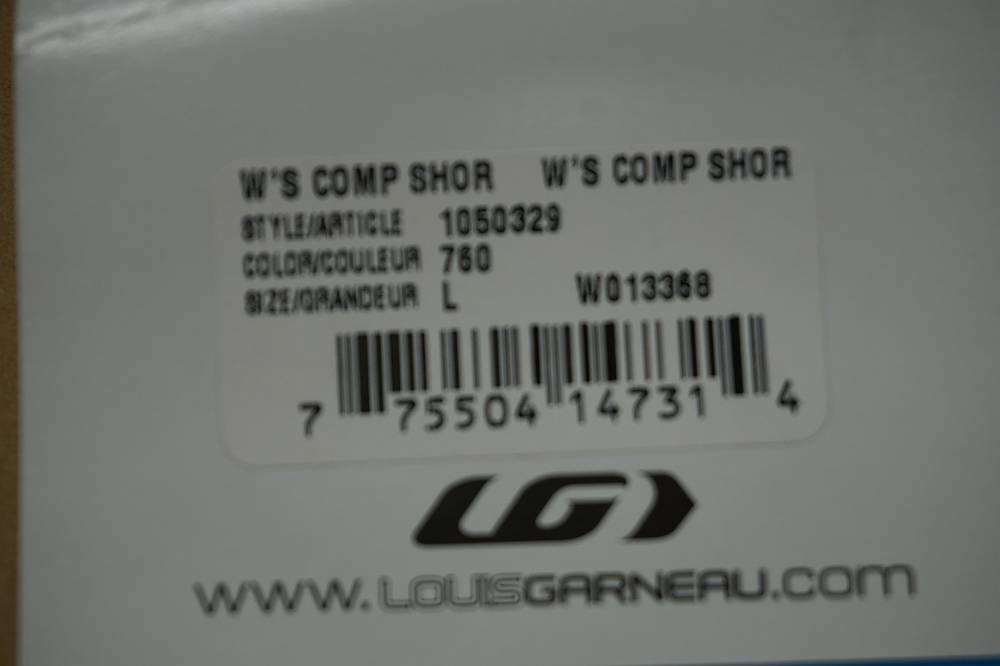 W'S COMP SHOR W'S COMP SHOR
STYLE/ARTICLE 1050329
COLOR/COULEUR 760
SIZE/GRANDEUR L W013368
7 75504 14731 4
LG
WWW.LOUISGARNEAU.COM